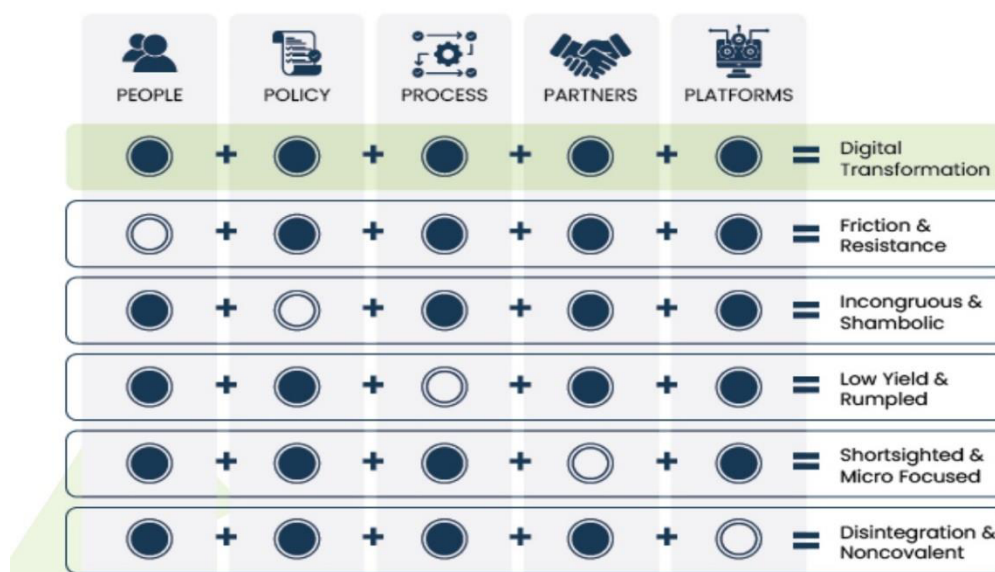 PEOPLE POLICY PROCESS PARTNERS PLATFORMS
+ + + + = Digital
Transformation
+ + + + = Friction &
Resistance
+ + + + = Incongruous &
Shambolic
+ + + + = Low Yield &
Rumpled
+ + + + = Shortsighted &
Micro Focused
+ + + + = Disintegration &
Noncovalent